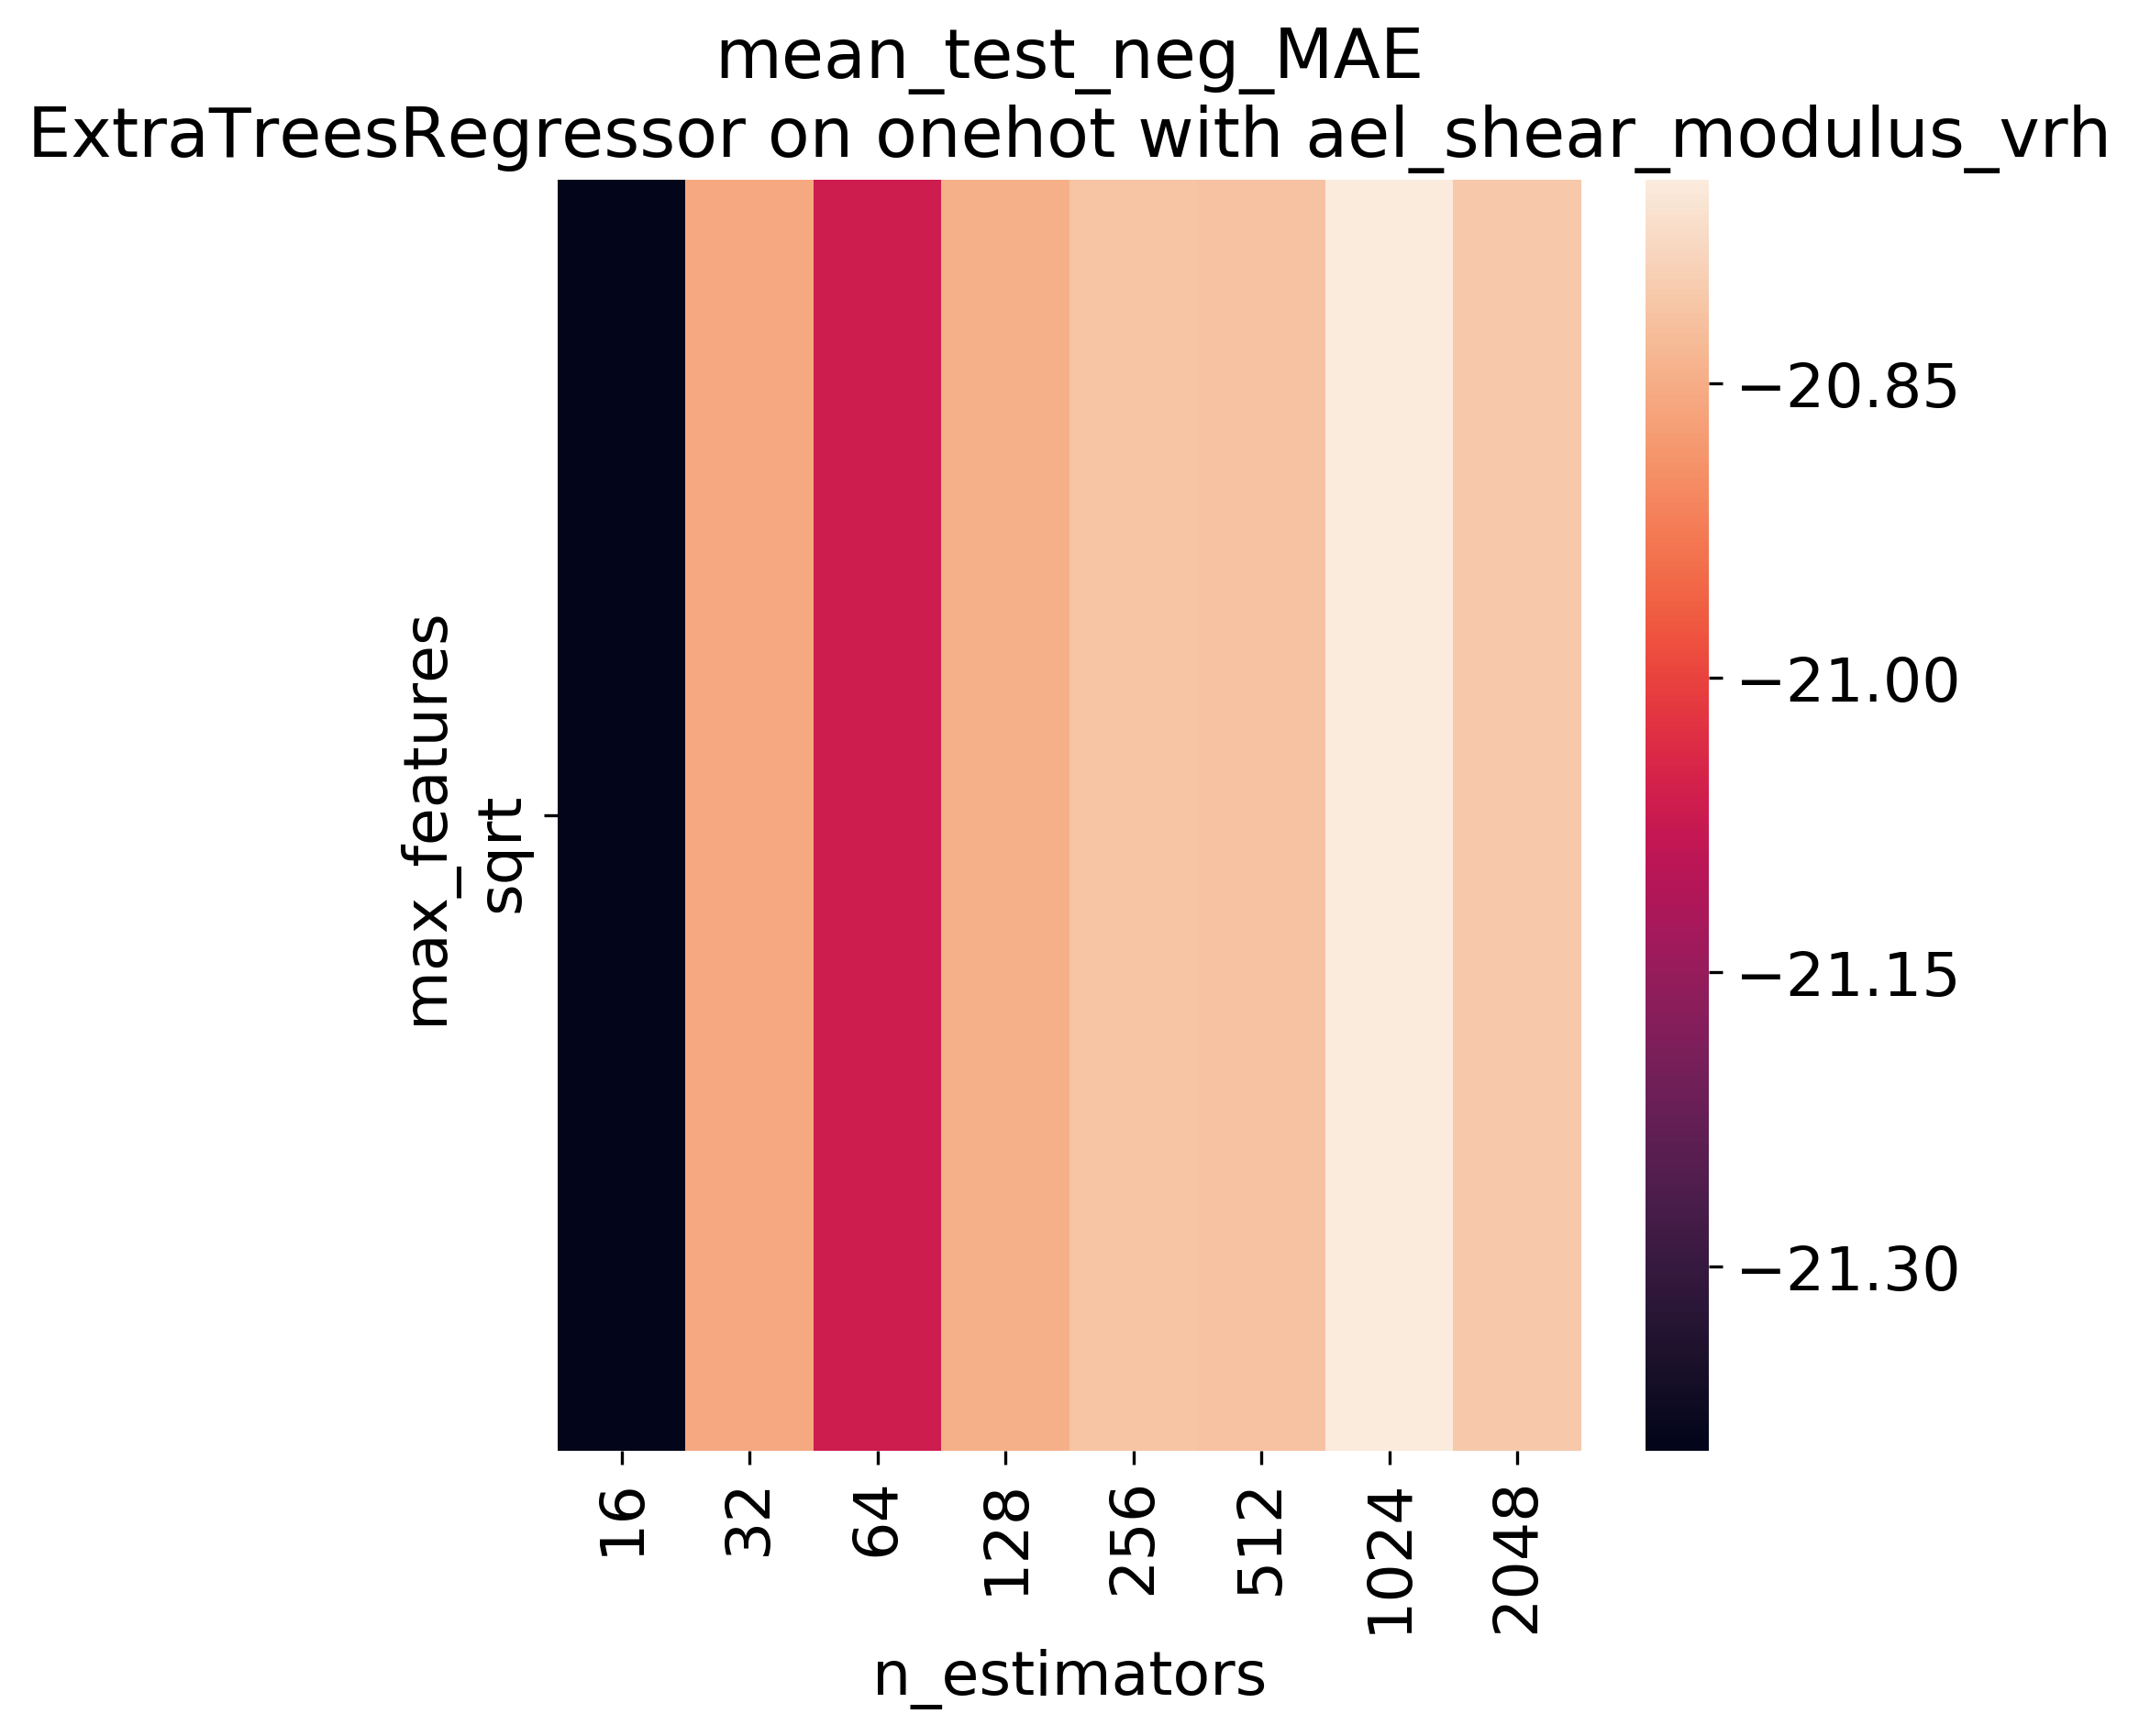 mean_test_neg_MAE
ExtraTreesRegressor on onehot with ael_shear_modulus_vrh
max_features
sqrt
16
32
64
128
256
512
1024
2048
n_estimators
−20.85
−21.00
−21.15
−21.30